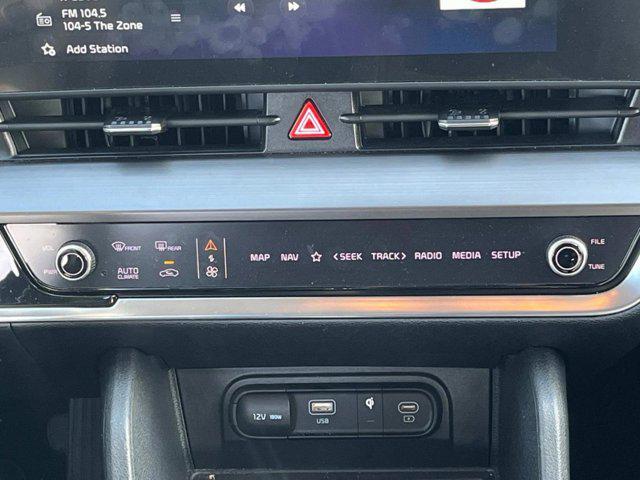 FM 104.5
104-5 The Zone
Add Station
VOL
PWR
FRONT
REAR
AUTO
CLIMATE
MAP NAV <SEEK TRACK> RADIO MEDIA SETUP
FILE
TUNE
12V 180W
USB